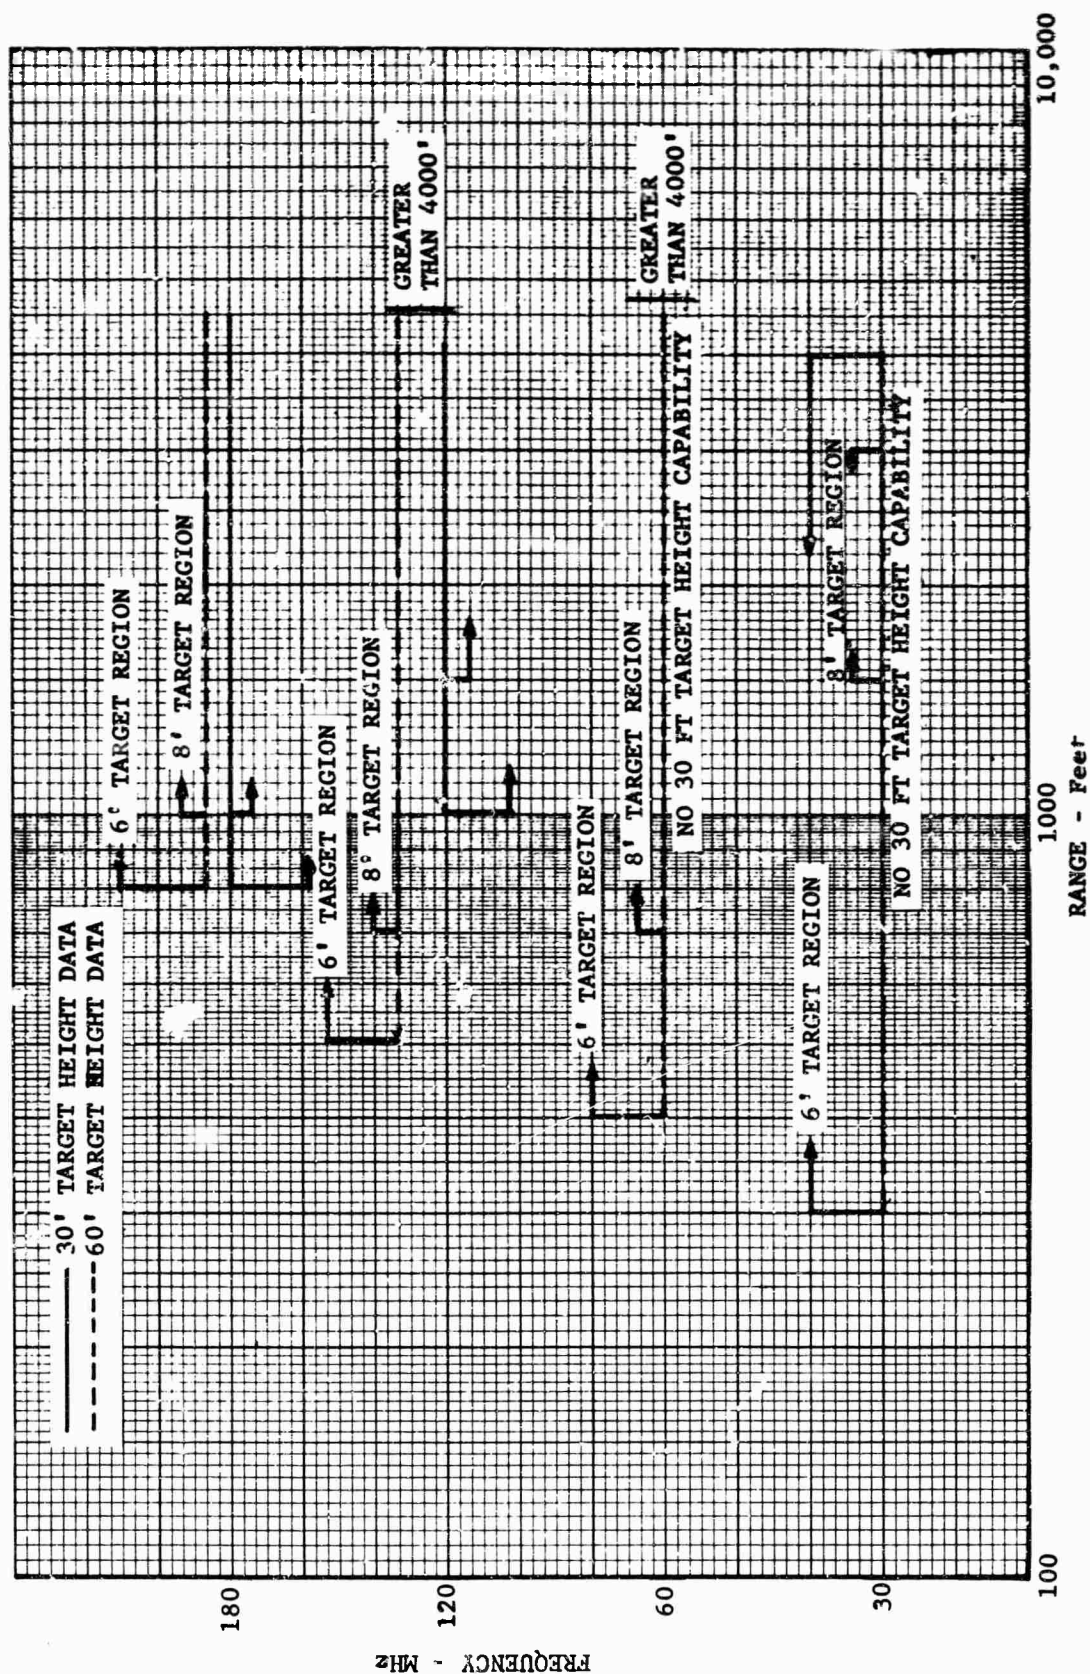 30' TARGET HEIGHT DATA
60' TARGET HEIGHT DATA
6' TARGET REGION
8' TARGET REGION
6' TARGET REGION
8' TARGET REGION
GREATER
THAN 4000'
6' TARGET REGION
8' TARGET REGION
GREATER
THAN 4000'
NO 30 FT TARGET HEIGHT CAPABILITY
6' TARGET REGION
8' TARGET REGION
NO 30 FT TARGET HEIGHT CAPABILITY
180
120
60
30
FREQUENCY - MHz
100
1000
10,000
RANGE - Feet